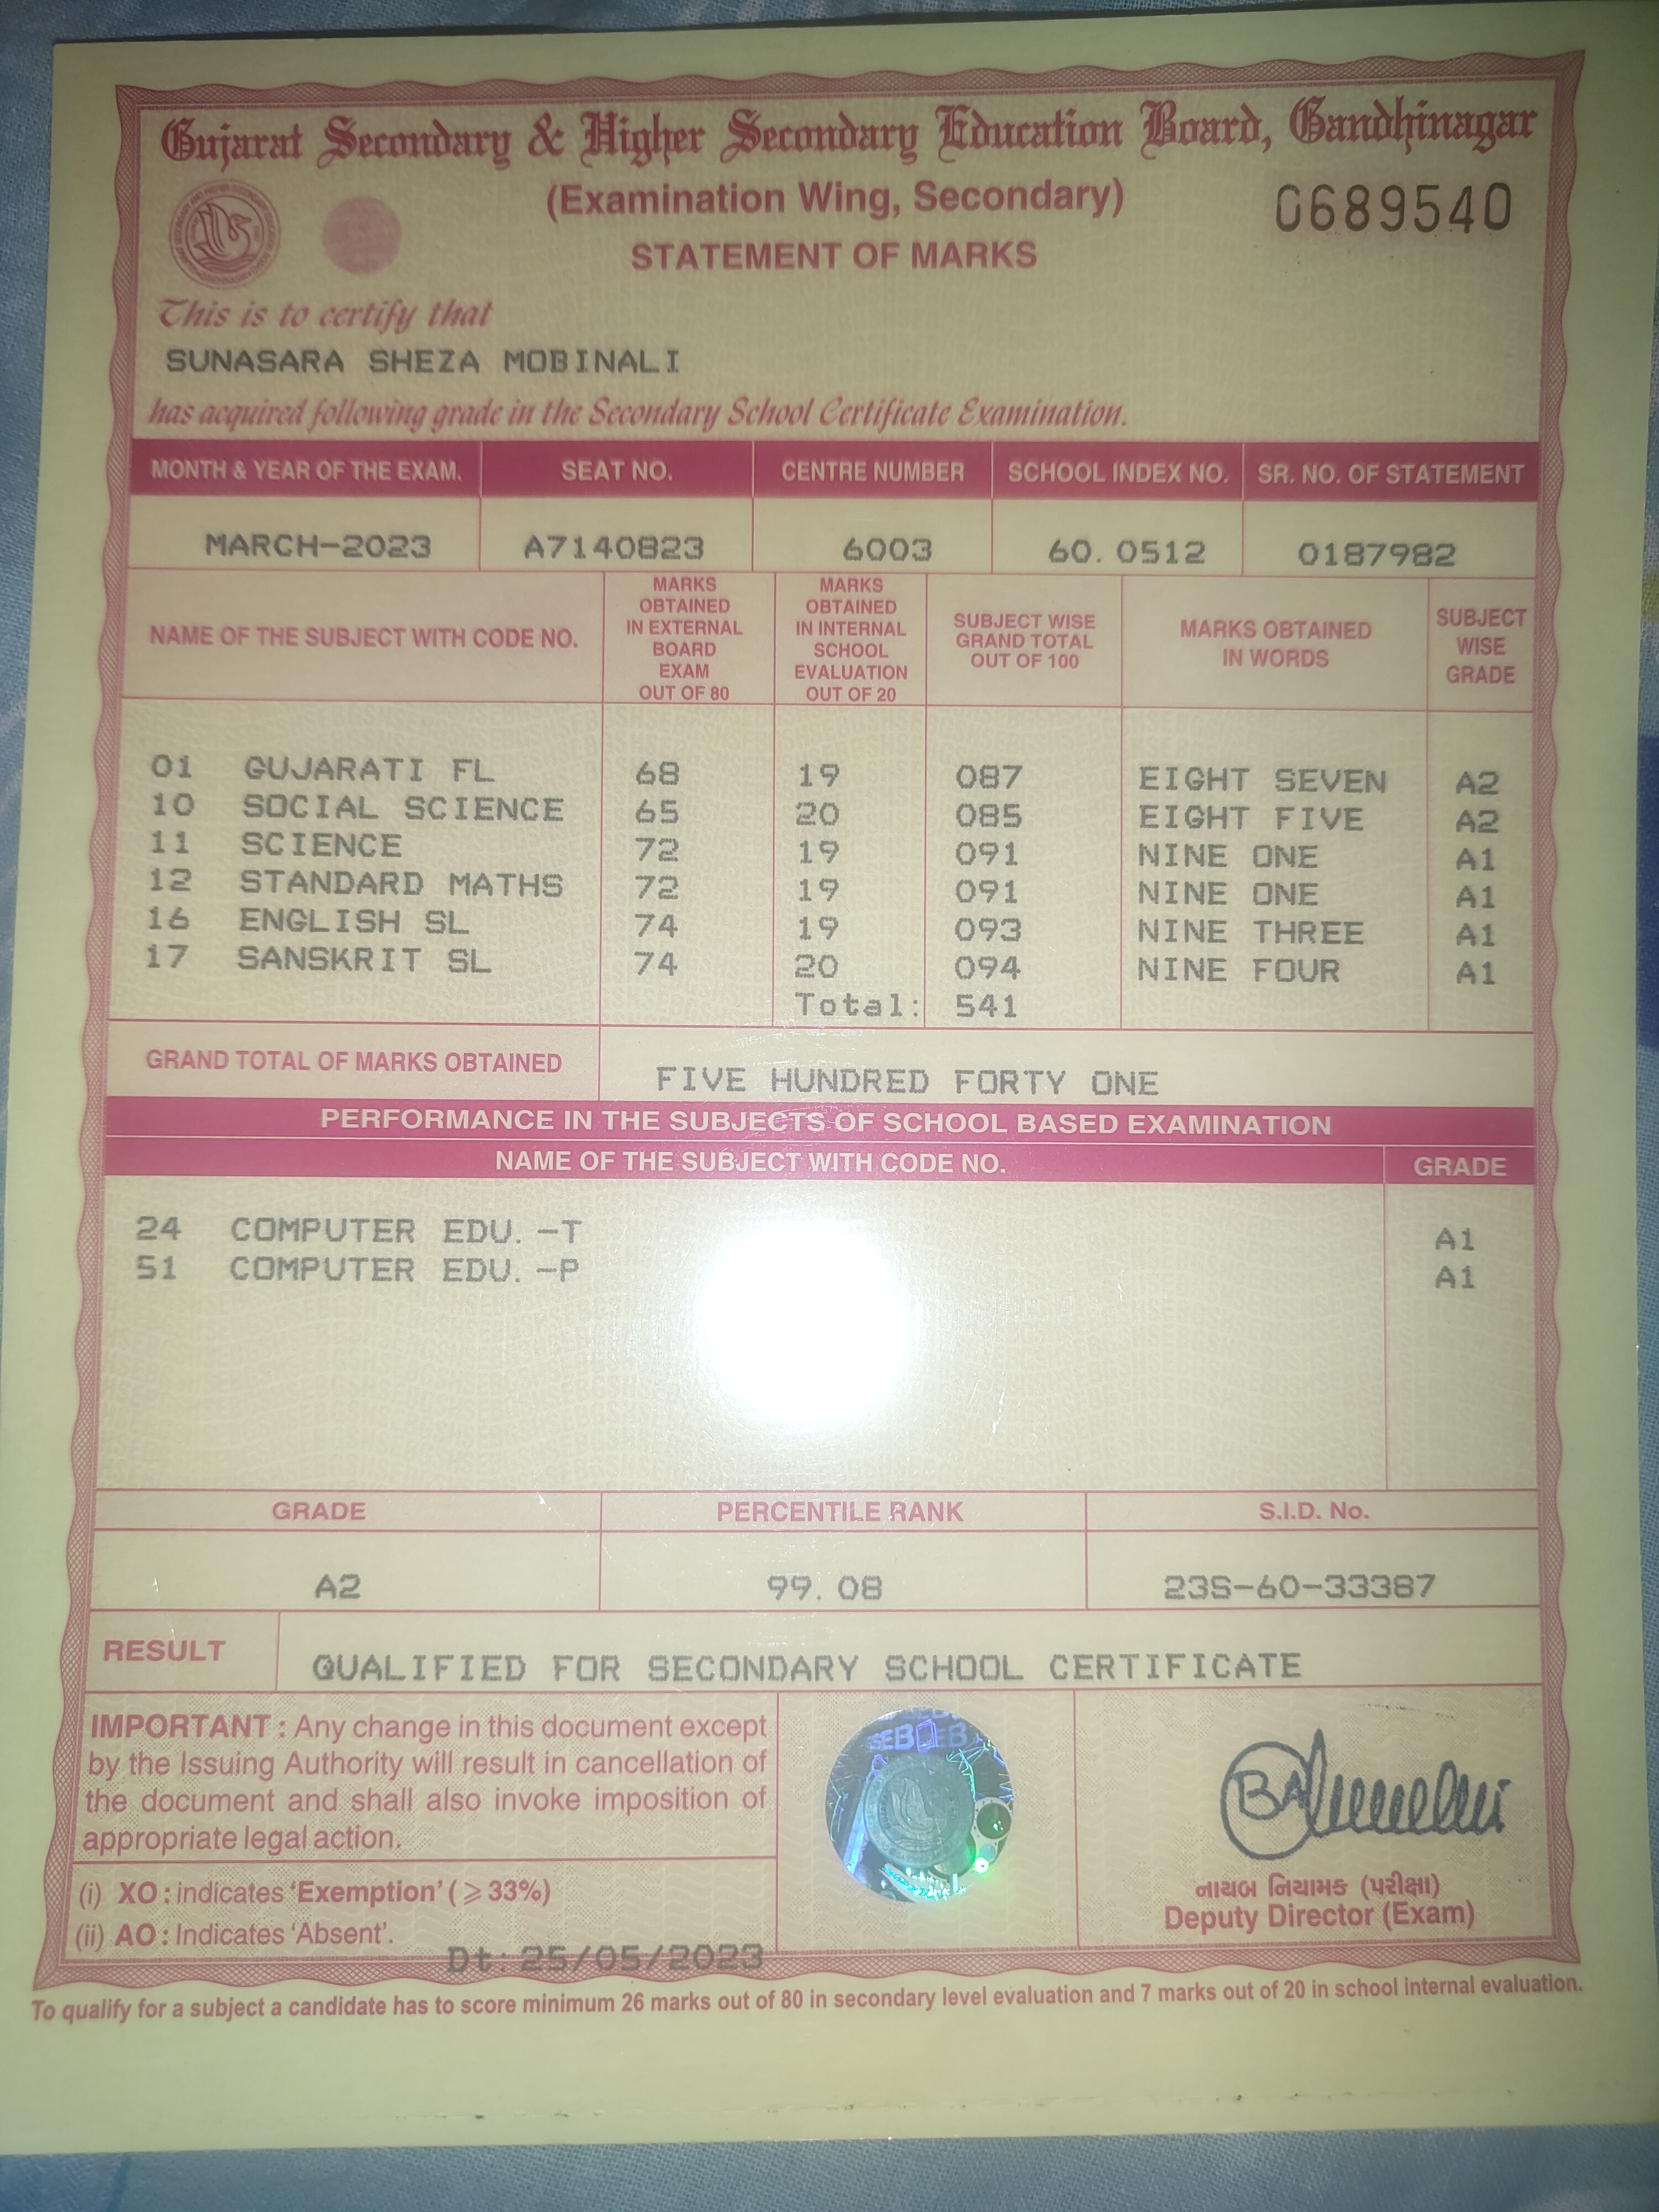 Gujarat Secondary & Higher Secondary Education Board, Gandhinagar
(Examination Wing, Secondary)
0689540
STATEMENT OF MARKS
This is to certify that
SUNASARA SHEZA MOBINALI
has acquired following grade in the Secondary School Certificate Examination.
MONTH & YEAR OF THE EXAM. SEAT NO. CENTRE NUMBER SCHOOL INDEX NO. SR. NO. OF STATEMENT
MARCH-2023 A7140823 6003 60.0512 0187982
NAME OF THE SUBJECT WITH CODE NO. MARKS OBTAINED IN EXTERNAL BOARD EXAM OUT OF 80 MARKS OBTAINED IN INTERNAL SCHOOL EVALUATION OUT OF 20 SUBJECT WISE GRAND TOTAL OUT OF 100 MARKS OBTAINED IN WORDS SUBJECT WISE GRADE
01 GUJARATI FL 68 19 087 EIGHT SEVEN A2
10 SOCIAL SCIENCE 65 20 085 EIGHT FIVE A2
11 SCIENCE 72 19 091 NINE ONE A1
12 STANDARD MATHS 72 19 091 NINE ONE A1
16 ENGLISH SL 74 19 093 NINE THREE A1
17 SANSKRIT SL 74 20 094 NINE FOUR A1
Total: 541
GRAND TOTAL OF MARKS OBTAINED FIVE HUNDRED FORTY ONE
PERFORMANCE IN THE SUBJECTS OF SCHOOL BASED EXAMINATION
NAME OF THE SUBJECT WITH CODE NO. GRADE
24 COMPUTER EDU.-T A1
51 COMPUTER EDU.-P A1
GRADE PERCENTILE RANK S.I.D. No.
A2 99.08 23S-60-33387
RESULT QUALIFIED FOR SECONDARY SCHOOL CERTIFICATE
IMPORTANT : Any change in this document except
by the Issuing Authority will result in cancellation of
the document and shall also invoke imposition of
appropriate legal action.
(i) XO : indicates 'Exemption' (⩾ 33%)
(ii) AO : Indicates 'Absent'.
Dt: 25/05/2023
નાયબ નિયામક (પરીક્ષા)
Deputy Director (Exam)
To qualify for a subject a candidate has to score minimum 26 marks out of 80 in secondary level evaluation and 7 marks out of 20 in school internal evaluation.